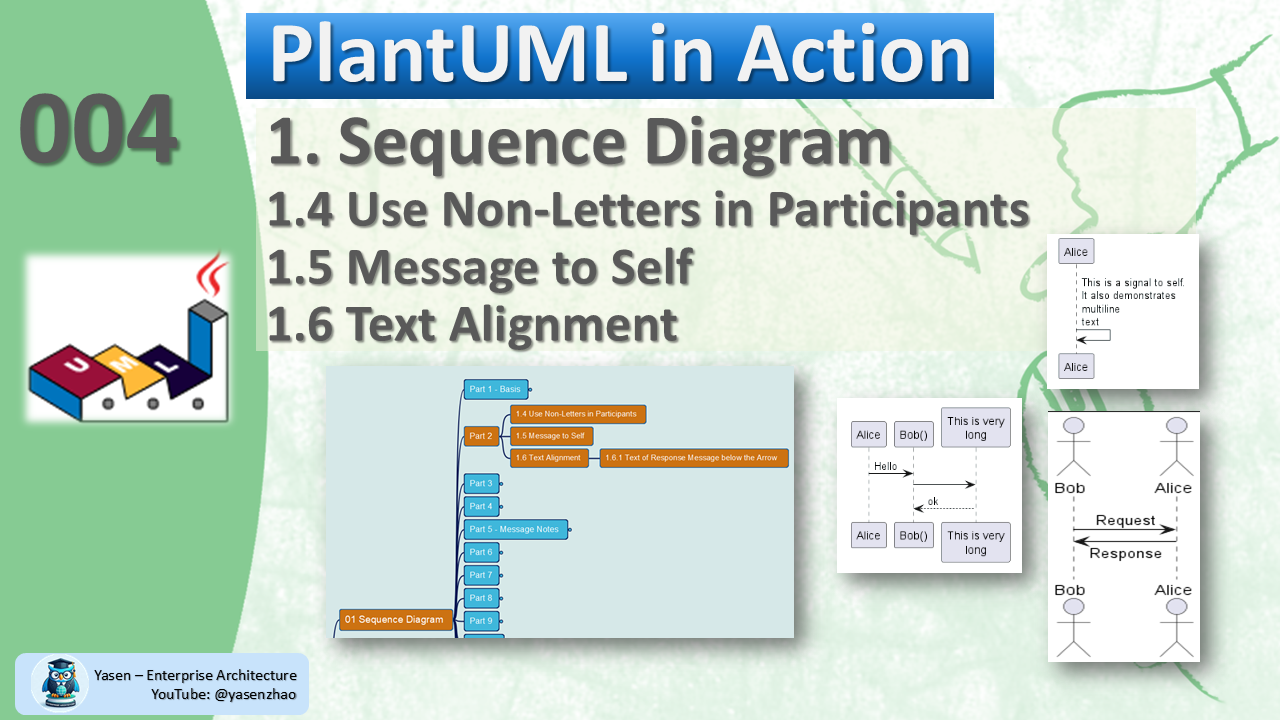 PlantUML in Action
004
1. Sequence Diagram
1.4 Use Non-Letters in Participants
1.5 Message to Self
1.6 Text Alignment
UML
Part 1 - Basis
Part 2
1.4 Use Non-Letters in Participants
1.5 Message to Self
1.6 Text Alignment
1.6.1 Text of Response Message below the Arrow
Part 3
Part 4
Part 5 - Message Notes
Part 6
Part 7
Part 8
Part 9
01 Sequence Diagram
Alice
This is a signal to self.
It also demonstrates
multiline
text
Alice
Alice
Bob()
This is very
long
Hello
ok
Alice
Bob()
This is very
long
Bob
Alice
Request
Response
Bob
Alice
Yasen – Enterprise Architecture
YouTube: @yasenzhao